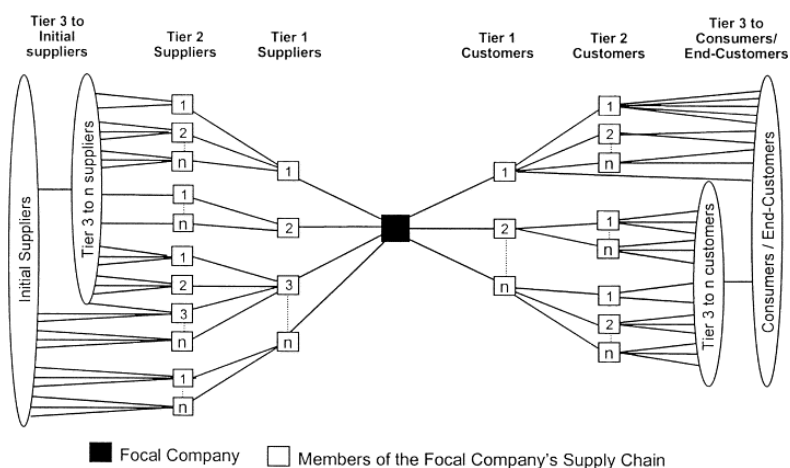 Tier 3 to
Initial
suppliers
Tier 2
Suppliers
Tier 1
Suppliers
Tier 1
Customers
Tier 2
Customers
Tier 3 to
Consumers/
End-Customers
Initial Suppliers
Tier 3 to n suppliers
1
2
n
1
n
1
2
3
n
1
n
1
2
3
n
1
2
n
1
2
n
1
n
1
2
n
Tier 3 to n customers
Consumers / End-Customers
Focal Company
Members of the Focal Company's Supply Chain